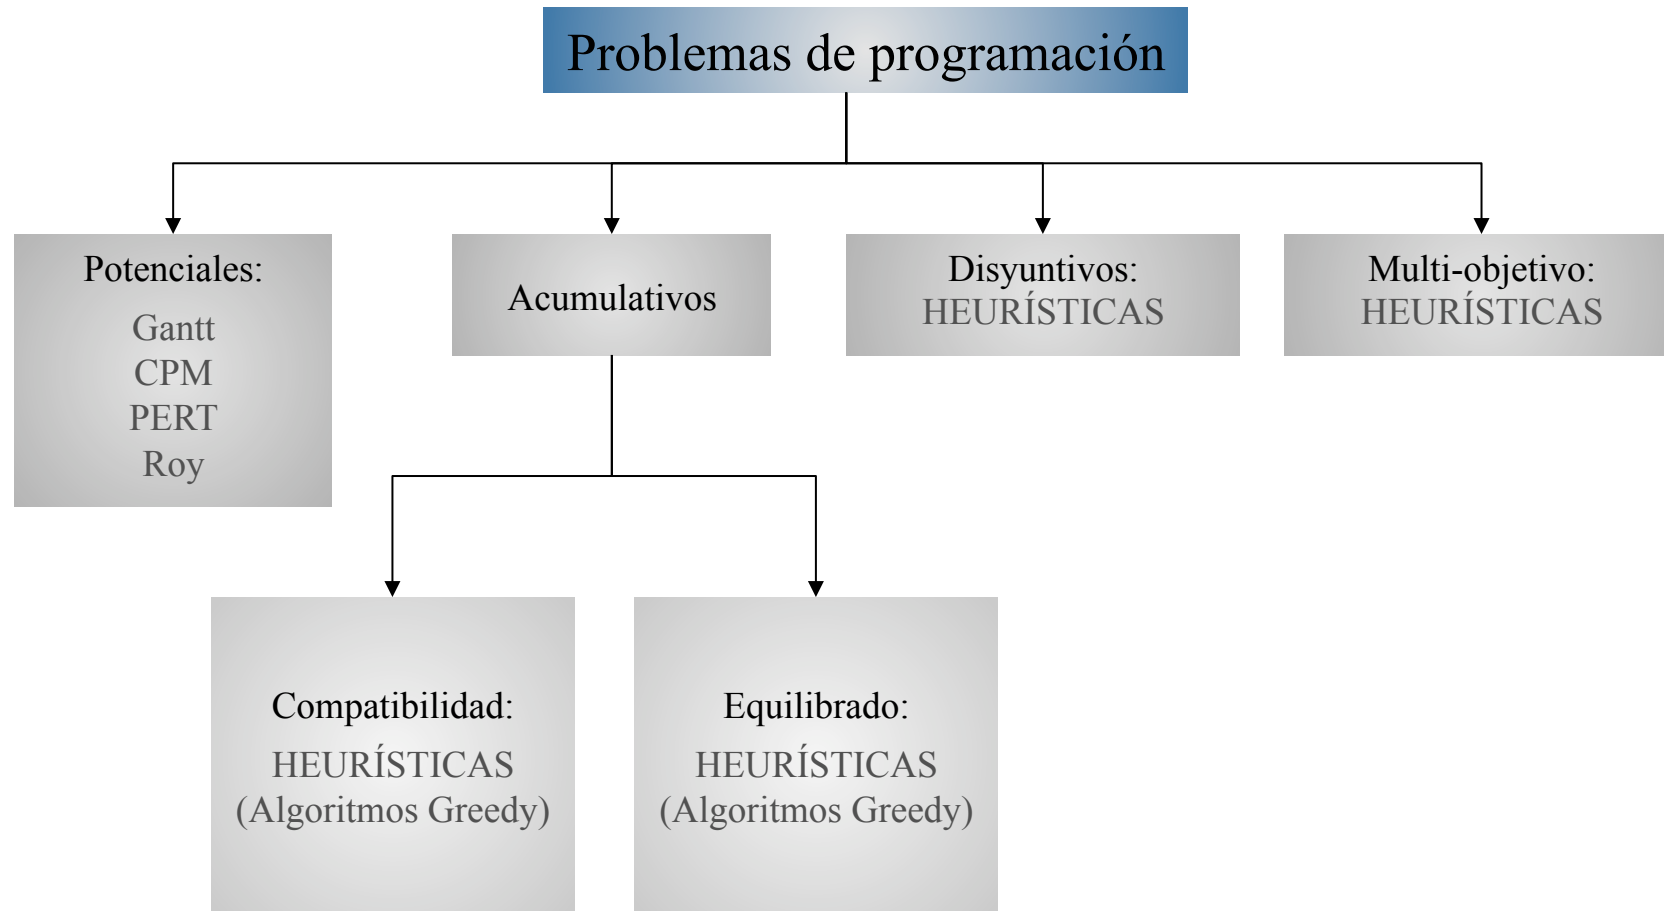 Problemas de programación
Potenciales:
Gantt
CPM
PERT
Roy
Acumulativos
Disyuntivos:
HEURÍSTICAS
Multi-objetivo:
HEURÍSTICAS
Compatibilidad:
HEURÍSTICAS
(Algoritmos Greedy)
Equilibrado:
HEURÍSTICAS
(Algoritmos Greedy)